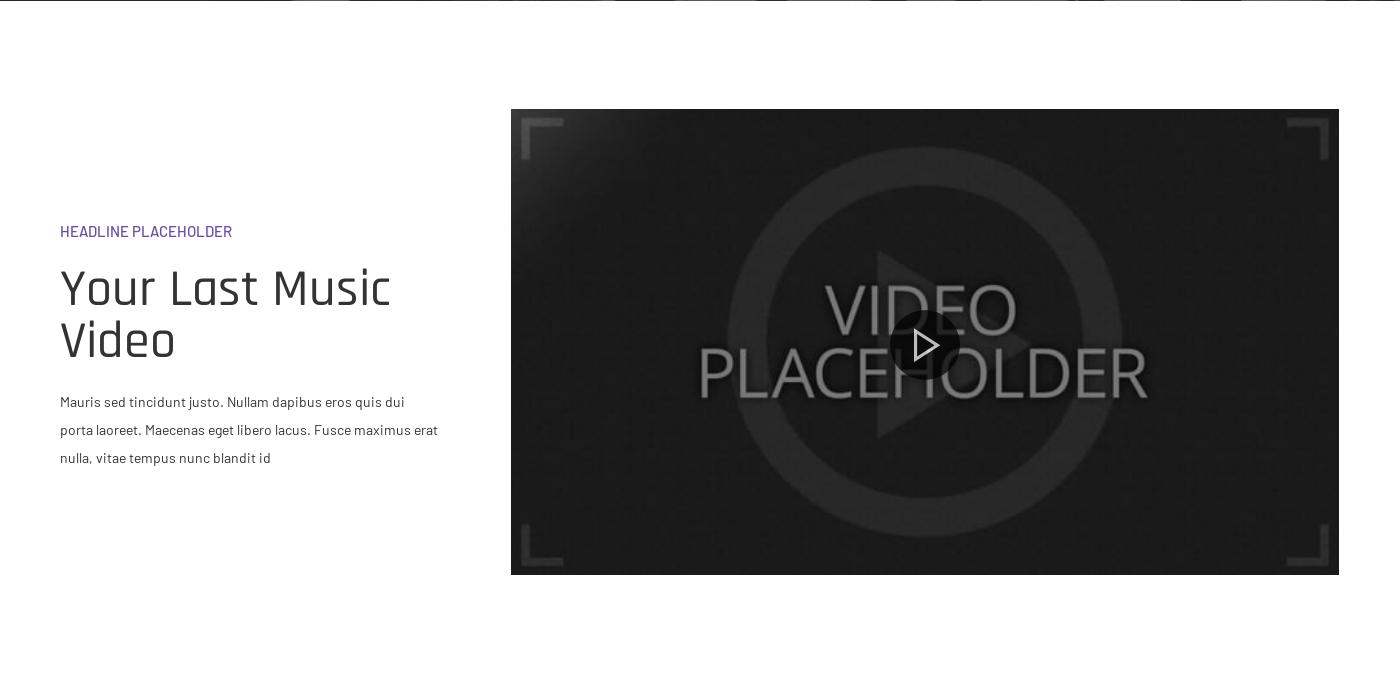 HEADLINE PLACEHOLDER
Your Last Music
Video
Mauris sed tincidunt justo. Nullam dapibus eros quis dui
porta laoreet. Maecenas eget libero lacus. Fusce maximus erat
nulla, vitae tempus nunc blandit id
VIDEO
PLACEHOLDER